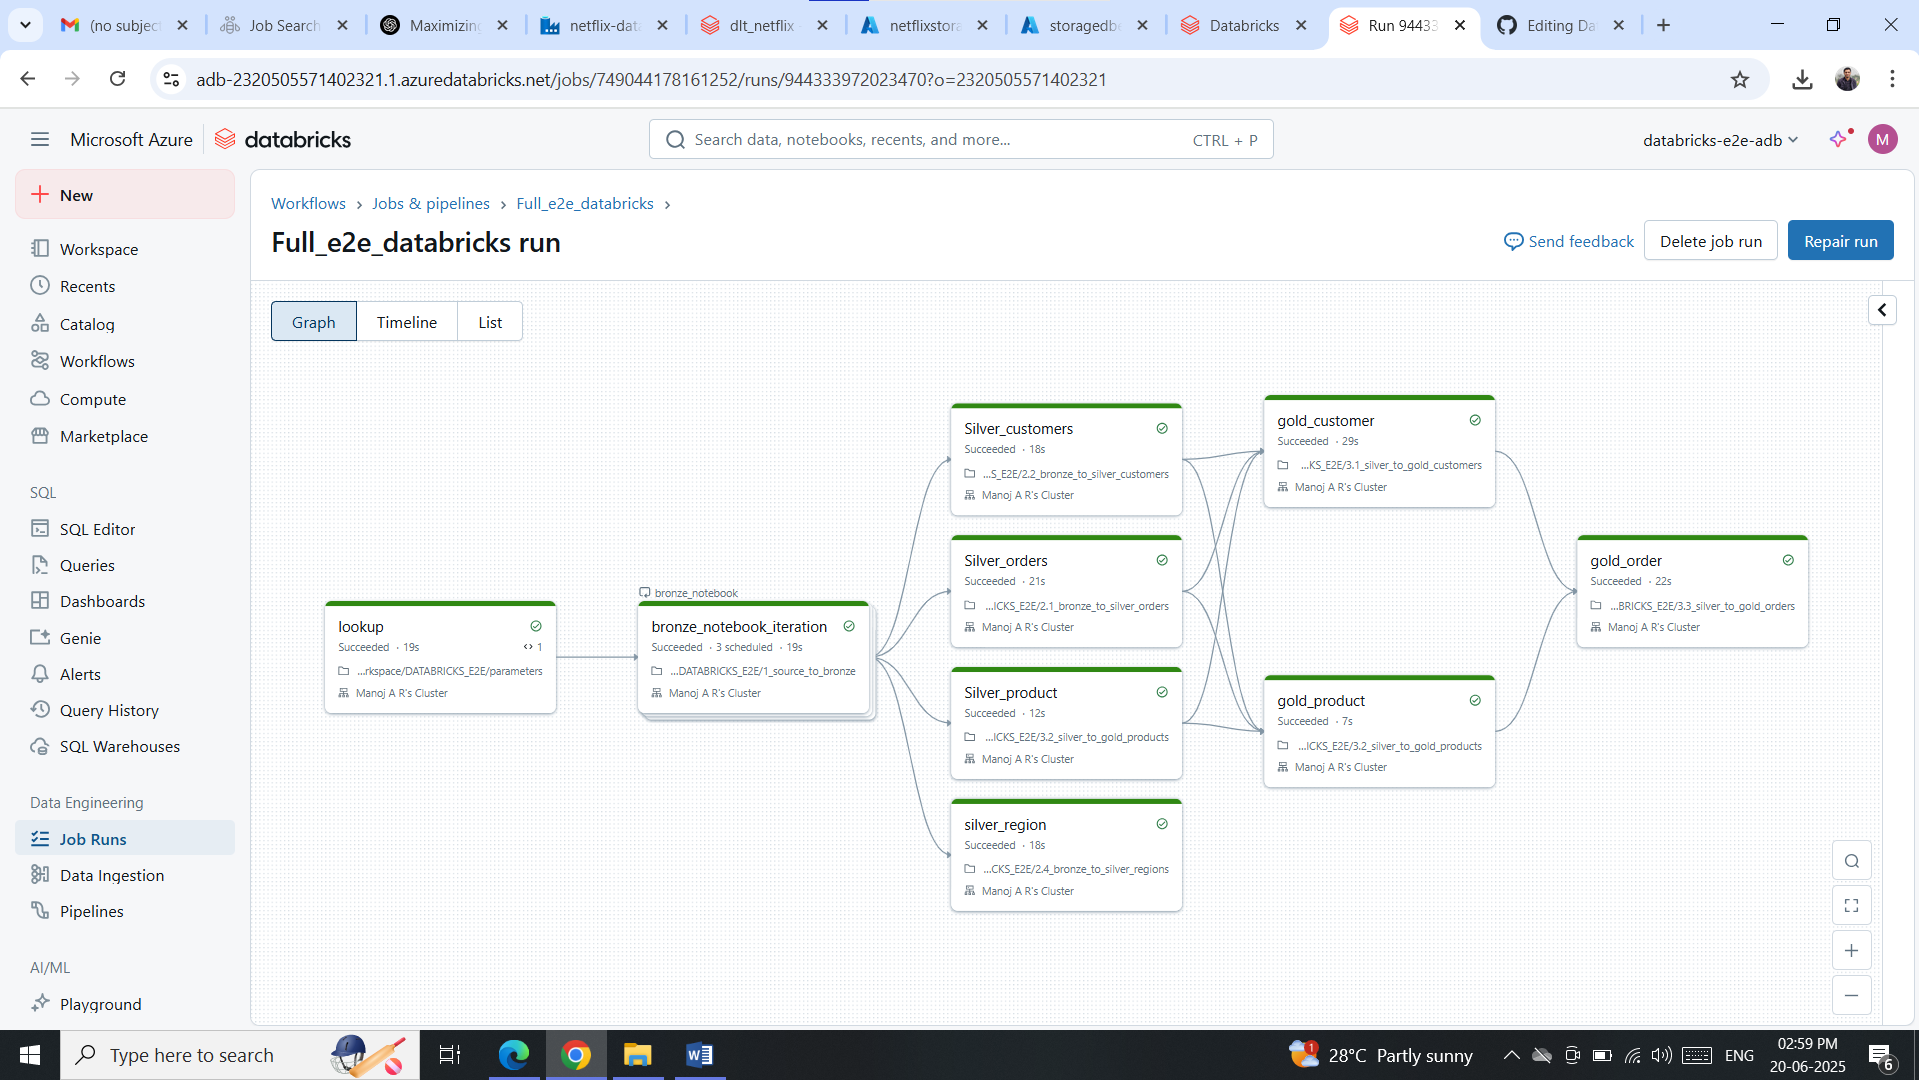 (no subjec
Job Search
Maximizing
netflix-dat
dlt_netflix -
netflixstora
storagedbe
Databricks
Run 94433
Editing Da
adb-2320505571402321.1.azuredatabricks.net/jobs/749044178161252/runs/944333972023470?o=2320505571402321
Microsoft Azure
databricks
Search data, notebooks, recents, and more...
CTRL + P
databricks-e2e-adb
M
New
Workspace
Recents
Catalog
Workflows
Compute
Marketplace
SQL
SQL Editor
Queries
Dashboards
Genie
Alerts
Query History
SQL Warehouses
Data Engineering
Job Runs
Data Ingestion
Pipelines
AI/ML
Playground
Workflows > Jobs & pipelines > Full_e2e_databricks >
Full_e2e_databricks run
Send feedback
Delete job run
Repair run
Graph
Timeline
List
lookup
Succeeded · 19s
1
...rkspace/DATABRICKS_E2E/parameters
Manoj A R's Cluster
bronze_notebook
bronze_notebook_iteration
Succeeded · 3 scheduled · 19s
...DATABRICKS_E2E/1_source_to_bronze
Manoj A R's Cluster
Silver_customers
Succeeded · 18s
...S_E2E/2.2_bronze_to_silver_customers
Manoj A R's Cluster
Silver_orders
Succeeded · 21s
...ICKS_E2E/2.1_bronze_to_silver_orders
Manoj A R's Cluster
Silver_product
Succeeded · 12s
...ICKS_E2E/3.2_silver_to_gold_products
Manoj A R's Cluster
silver_region
Succeeded · 18s
...CKS_E2E/2.4_bronze_to_silver_regions
Manoj A R's Cluster
gold_customer
Succeeded · 29s
...KS_E2E/3.1_silver_to_gold_customers
Manoj A R's Cluster
gold_product
Succeeded · 7s
...ICKS_E2E/3.2_silver_to_gold_products
Manoj A R's Cluster
gold_order
Succeeded · 22s
...BRICKS_E2E/3.3_silver_to_gold_orders
Manoj A R's Cluster
Type here to search
1
28°C Partly sunny
ENG
02:59 PM
20-06-2025
6